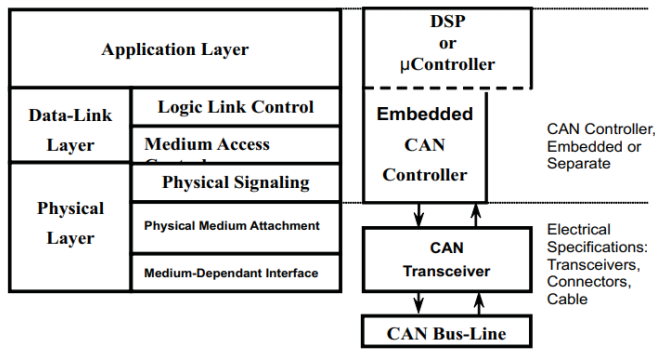 Application Layer
Data-Link
Layer
Logic Link Control
Medium Access
Physical
Layer
Physical Signaling
Physical Medium Attachment
Medium-Dependant Interface
DSP
or
µController
Embedded
CAN
Controller
CAN
Transceiver
CAN Bus-Line
CAN Controller,
Embedded or
Separate
Electrical
Specifications:
Transceivers,
Connectors,
Cable